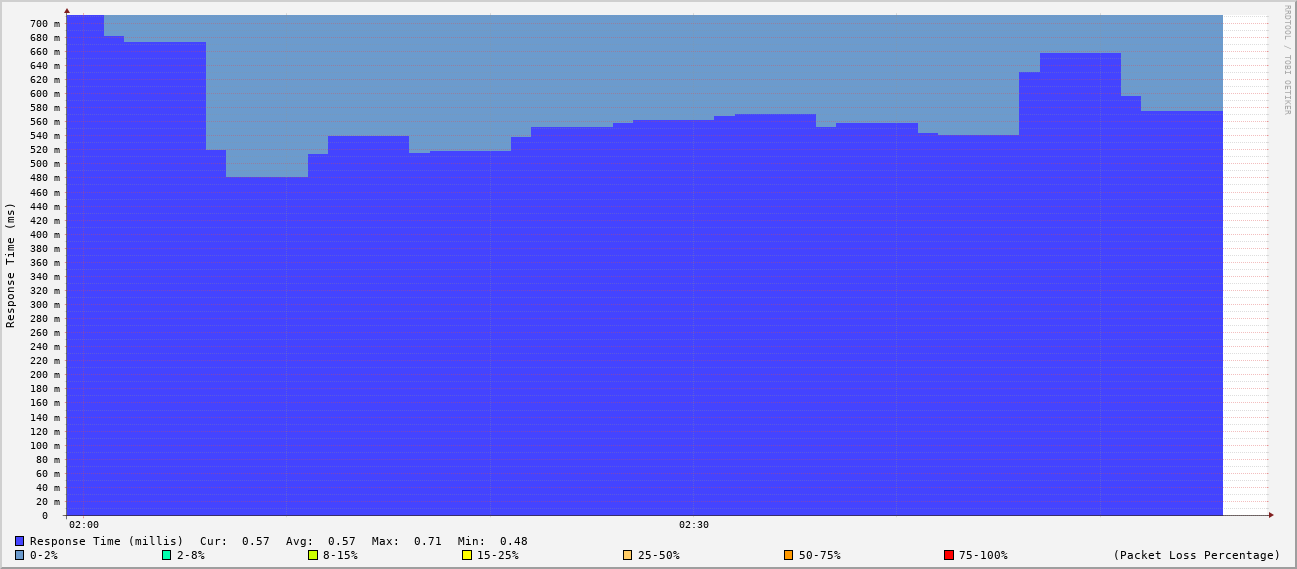 RRDTOOL / TOBI OETIKER
Response Time (ms)
700 m
680 m
660 m
640 m
620 m
600 m
580 m
560 m
540 m
520 m
500 m
480 m
460 m
440 m
420 m
400 m
380 m
360 m
340 m
320 m
300 m
280 m
260 m
240 m
220 m
200 m
180 m
160 m
140 m
120 m
100 m
80 m
60 m
40 m
20 m
0
02:00 02:30
Response Time (millis) Cur: 0.57 Avg: 0.57 Max: 0.71 Min: 0.48
0-2% 2-8% 8-15% 15-25% 25-50% 50-75% 75-100% (Packet Loss Percentage)